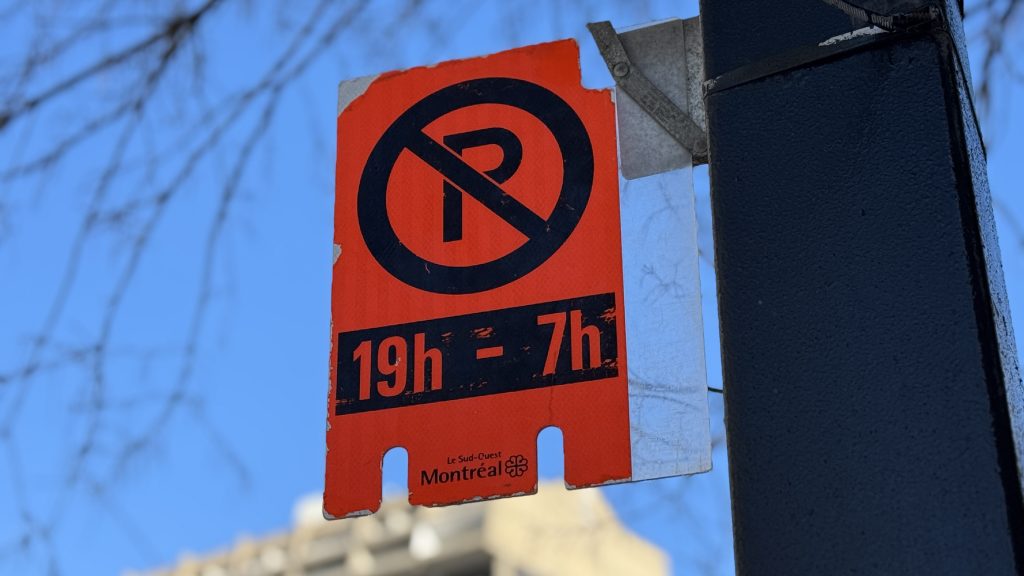 P
19h - 7h
Le Sud-Ouest
Montréal